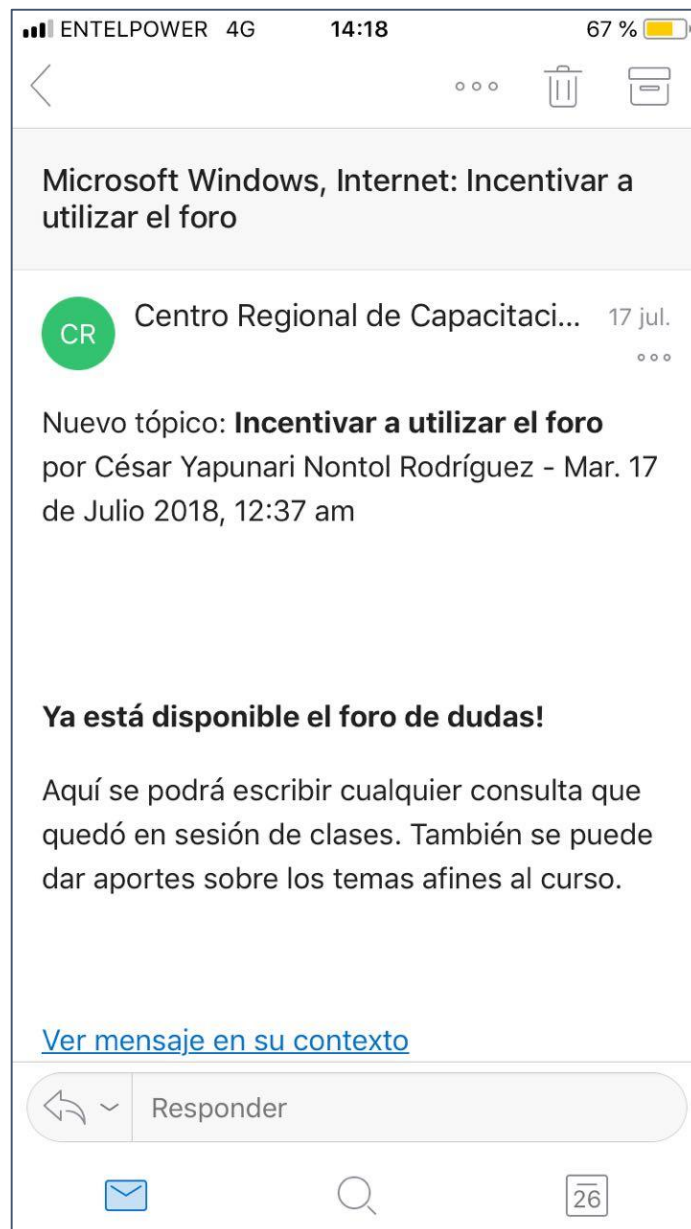 ENTELPOWER 4G 14:18 67 %
Microsoft Windows, Internet: Incentivar a
utilizar el foro
CR
Centro Regional de Capacitaci... 17 jul.
Nuevo tópico: Incentivar a utilizar el foro
por César Yapunari Nontol Rodríguez - Mar. 17
de Julio 2018, 12:37 am
Ya está disponible el foro de dudas!
Aquí se podrá escribir cualquier consulta que
quedó en sesión de clases. También se puede
dar aportes sobre los temas afines al curso.
Ver mensaje en su contexto
Responder
26